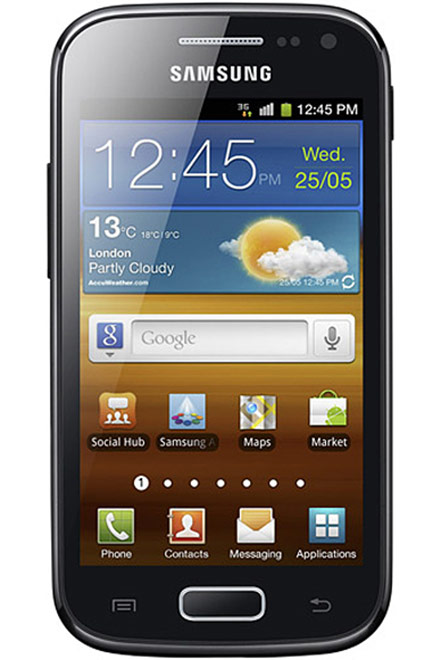 SAMSUNG
3G 12:45 PM
12:45 PM
Wed.
25/05
13°C 18°C / 9°C
London
Partly Cloudy
AccuWeather.com 25/05 12:45 PM
g Google
Social Hub Samsung A Maps Market
1
Phone Contacts Messaging Applications